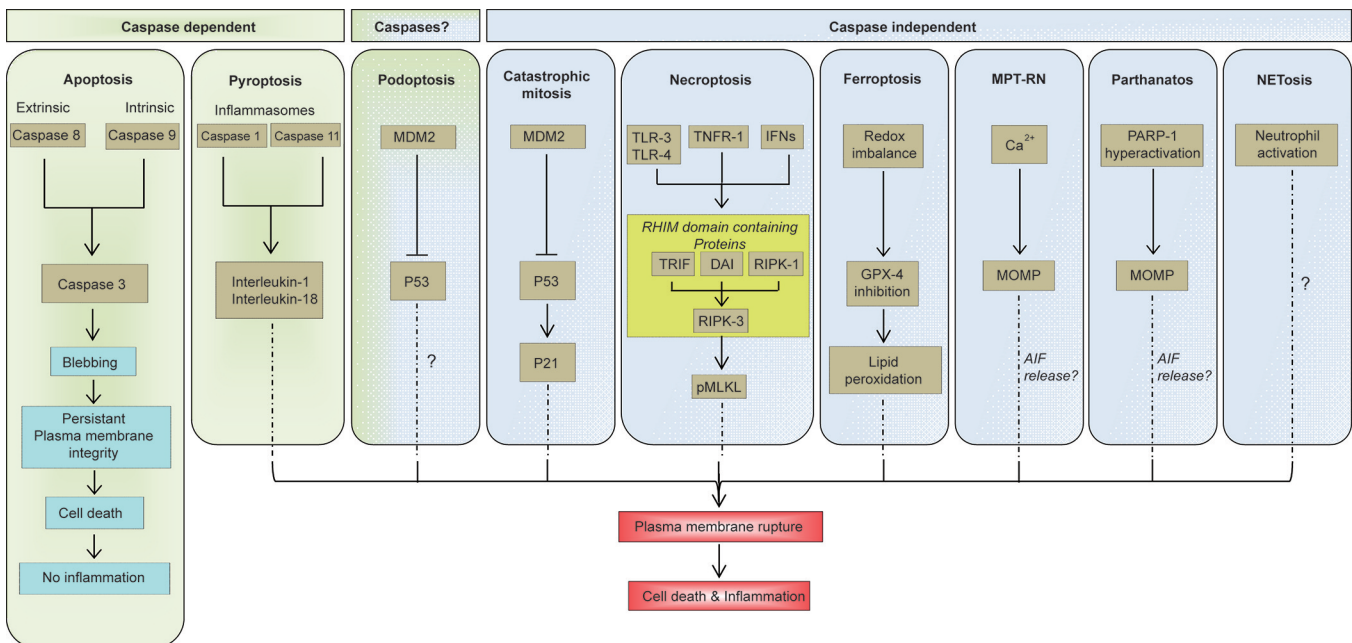 Caspase dependent
Caspases?
Caspase independent
Apoptosis
Extrinsic
Intrinsic
Caspase 8
Caspase 9
Caspase 3
Blebbing
Persistant
Plasma membrane
integrity
Cell death
No inflammation
Pyroptosis
Inflammasomes
Caspase 1
Caspase 11
Interleukin-1
Interleukin-18
Podoptosis
MDM2
P53
?
Catastrophic
mitosis
MDM2
P53
P21
Necroptosis
TLR-3
TLR-4
TNFR-1
IFNs
RHIM domain containing
Proteins
TRIF
DAI
RIPK-1
RIPK-3
pMLKL
Ferroptosis
Redox
imbalance
GPX-4
inhibition
Lipid
peroxidation
MPT-RN
Ca2+
MOMP
AIF
release?
Parthanatos
PARP-1
hyperactivation
MOMP
AIF
release?
NETosis
Neutrophil
activation
?
Plasma membrane rupture
Cell death & Inflammation